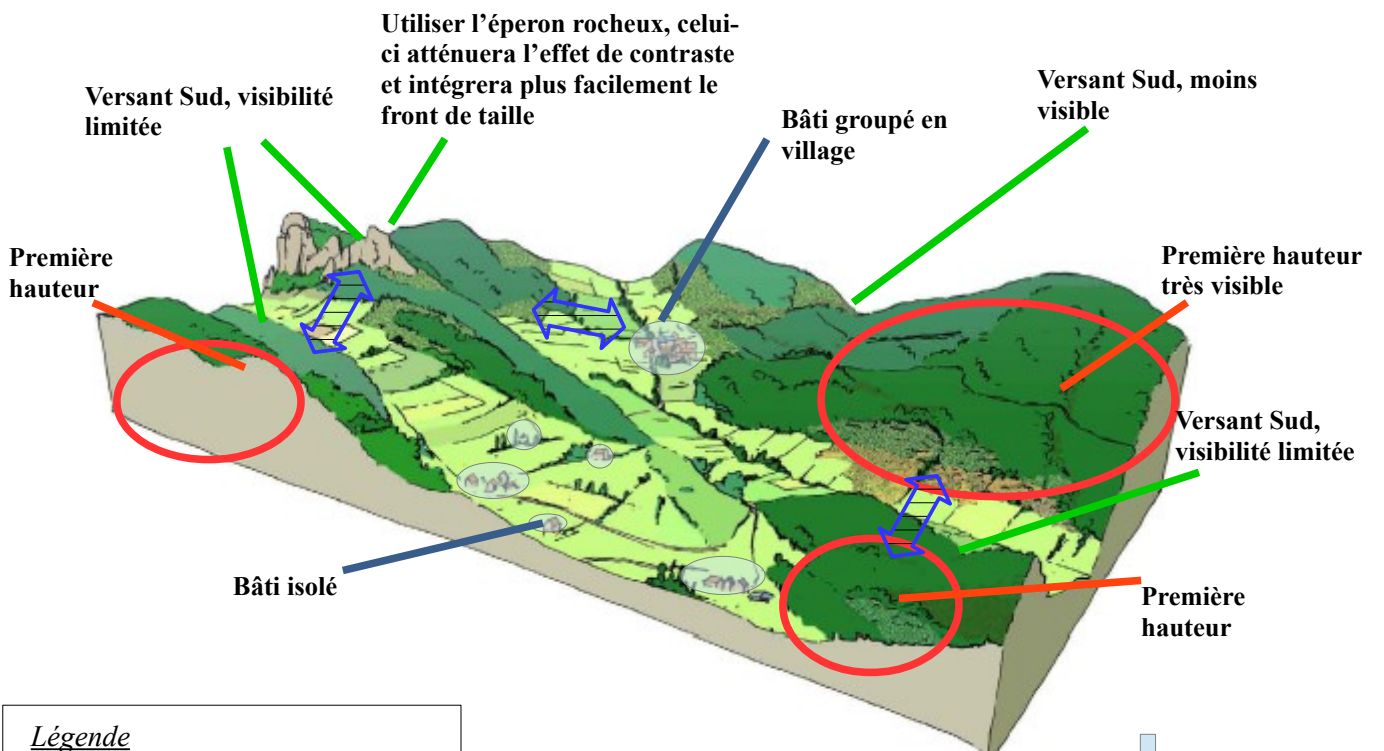 Utiliser l’éperon rocheux, celui-
ci atténuera l’effet de contraste
et intégrera plus facilement le
front de taille
Versant Sud, visibilité
limitée
Bâti groupé en
village
Versant Sud, moins
visible
Première
hauteur
Première hauteur
très visible
Versant Sud,
visibilité limitée
Bâti isolé
Première
hauteur
Légende